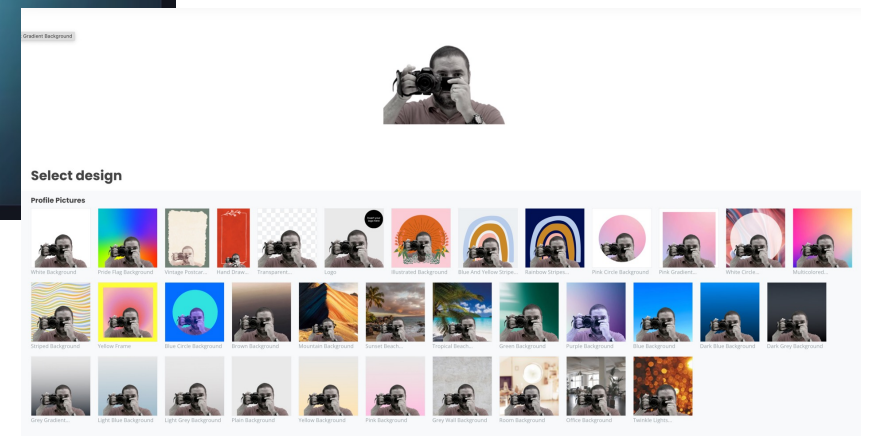 Gradient Background
Select design
Profile Pictures
White Background
Pride Flag Background
Vintage Postcar...
Hand Draw...
Transparent...
Logo
Illustrated Background
Blue And Yellow Stripe...
Rainbow Stripes...
Pink Circle Background
Pink Gradient...
White Circle...
Multicolored...
Striped Background
Yellow Frame
Blue Circle Background
Brown Background
Mountain Background
Sunset Beach...
Tropical Beach...
Green Background
Purple Background
Blue Background
Dark Blue Background
Dark Grey Background
Grey Gradient...
Light Blue Background
Light Grey Background
Plain Background
Yellow Background
Pink Background
Grey Wall Background
Room Background
Office Background
Twinkle Lights...